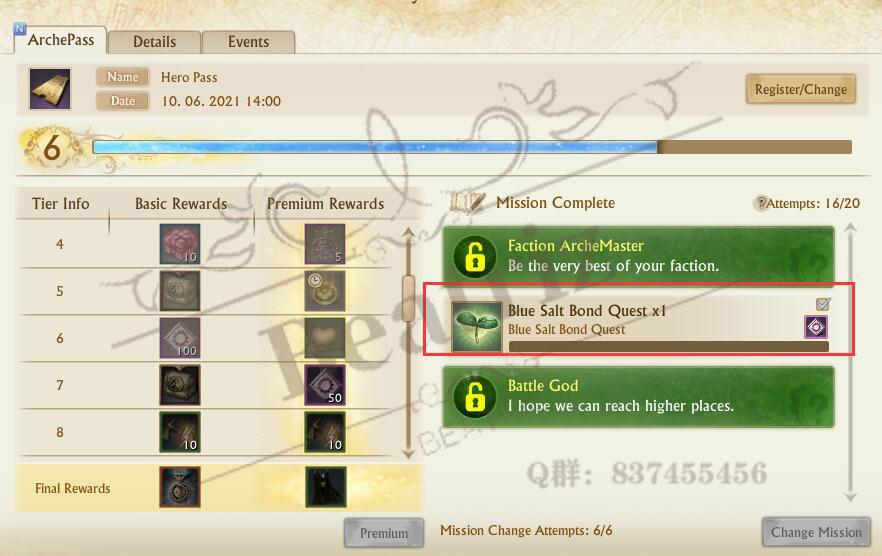 N
ArchePass
Details
Events
Name
Hero Pass
Date
10. 06. 2021 14:00
Register/Change
6
Tier Info
Basic Rewards
Premium Rewards
4
10
5
5
6
100
7
50
8
10
10
Final Rewards
Premium
Mission Complete
?Attempts: 16/20
Faction ArcheMaster
Be the very best of your faction.
Blue Salt Bond Quest x1
Blue Salt Bond Quest
Battle God
I hope we can reach higher places.
Q群：837455456
Mission Change Attempts: 6/6
Change Mission